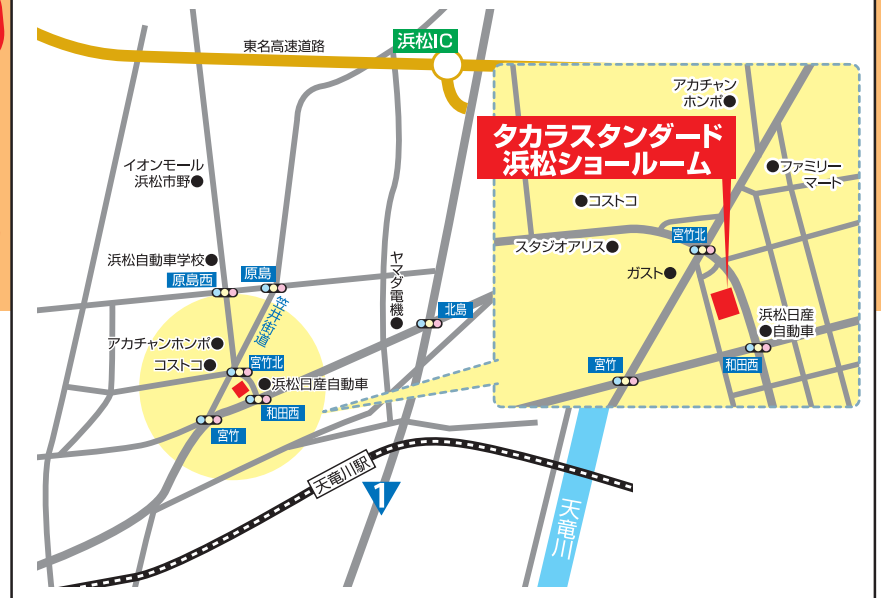 東名高速道路
浜松IC
イオンモール
浜松市野
浜松自動車学校
原島西
原島
笠井街道
ヤマダ電機
北島
アカチャンホンポ
コストコ
宮竹北
浜松日産自動車
和田西
宮竹
天竜川駅
1
天竜川
タカラスタンダード
浜松ショールーム
アカチャン
ホンポ
ファミリー
マート
コストコ
スタジオアリス
宮竹北
ガスト
浜松日産
自動車
宮竹
和田西